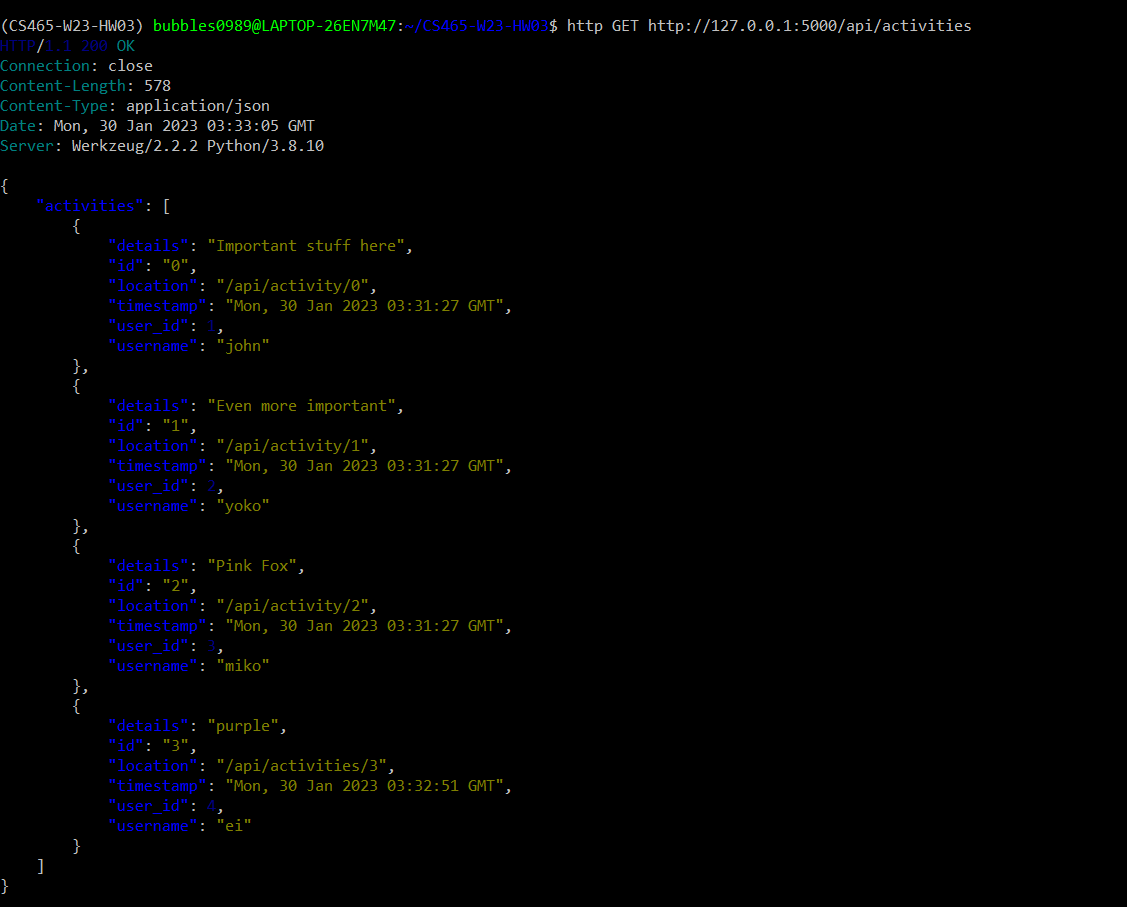 (CS465-W23-HW03) bubbles0989@LAPTOP-26EN7M47:~/CS465-W23-HW03$ http GET http://127.0.0.1:5000/api/activities
HTTP/1.1 200 OK
Connection: close
Content-Length: 578
Content-Type: application/json
Date: Mon, 30 Jan 2023 03:33:05 GMT
Server: Werkzeug/2.2.2 Python/3.8.10

{
    "activities": [
        {
            "details": "Important stuff here",
            "id": "0",
            "location": "/api/activity/0",
            "timestamp": "Mon, 30 Jan 2023 03:31:27 GMT",
            "user_id": 1,
            "username": "john"
        },
        {
            "details": "Even more important",
            "id": "1",
            "location": "/api/activity/1",
            "timestamp": "Mon, 30 Jan 2023 03:31:27 GMT",
            "user_id": 2,
            "username": "yoko"
        },
        {
            "details": "Pink Fox",
            "id": "2",
            "location": "/api/activity/2",
            "timestamp": "Mon, 30 Jan 2023 03:31:27 GMT",
            "user_id": 3,
            "username": "miko"
        },
        {
            "details": "purple",
            "id": "3",
            "location": "/api/activities/3",
            "timestamp": "Mon, 30 Jan 2023 03:32:51 GMT",
            "user_id": 4,
            "username": "ei"
        }
    ]
}